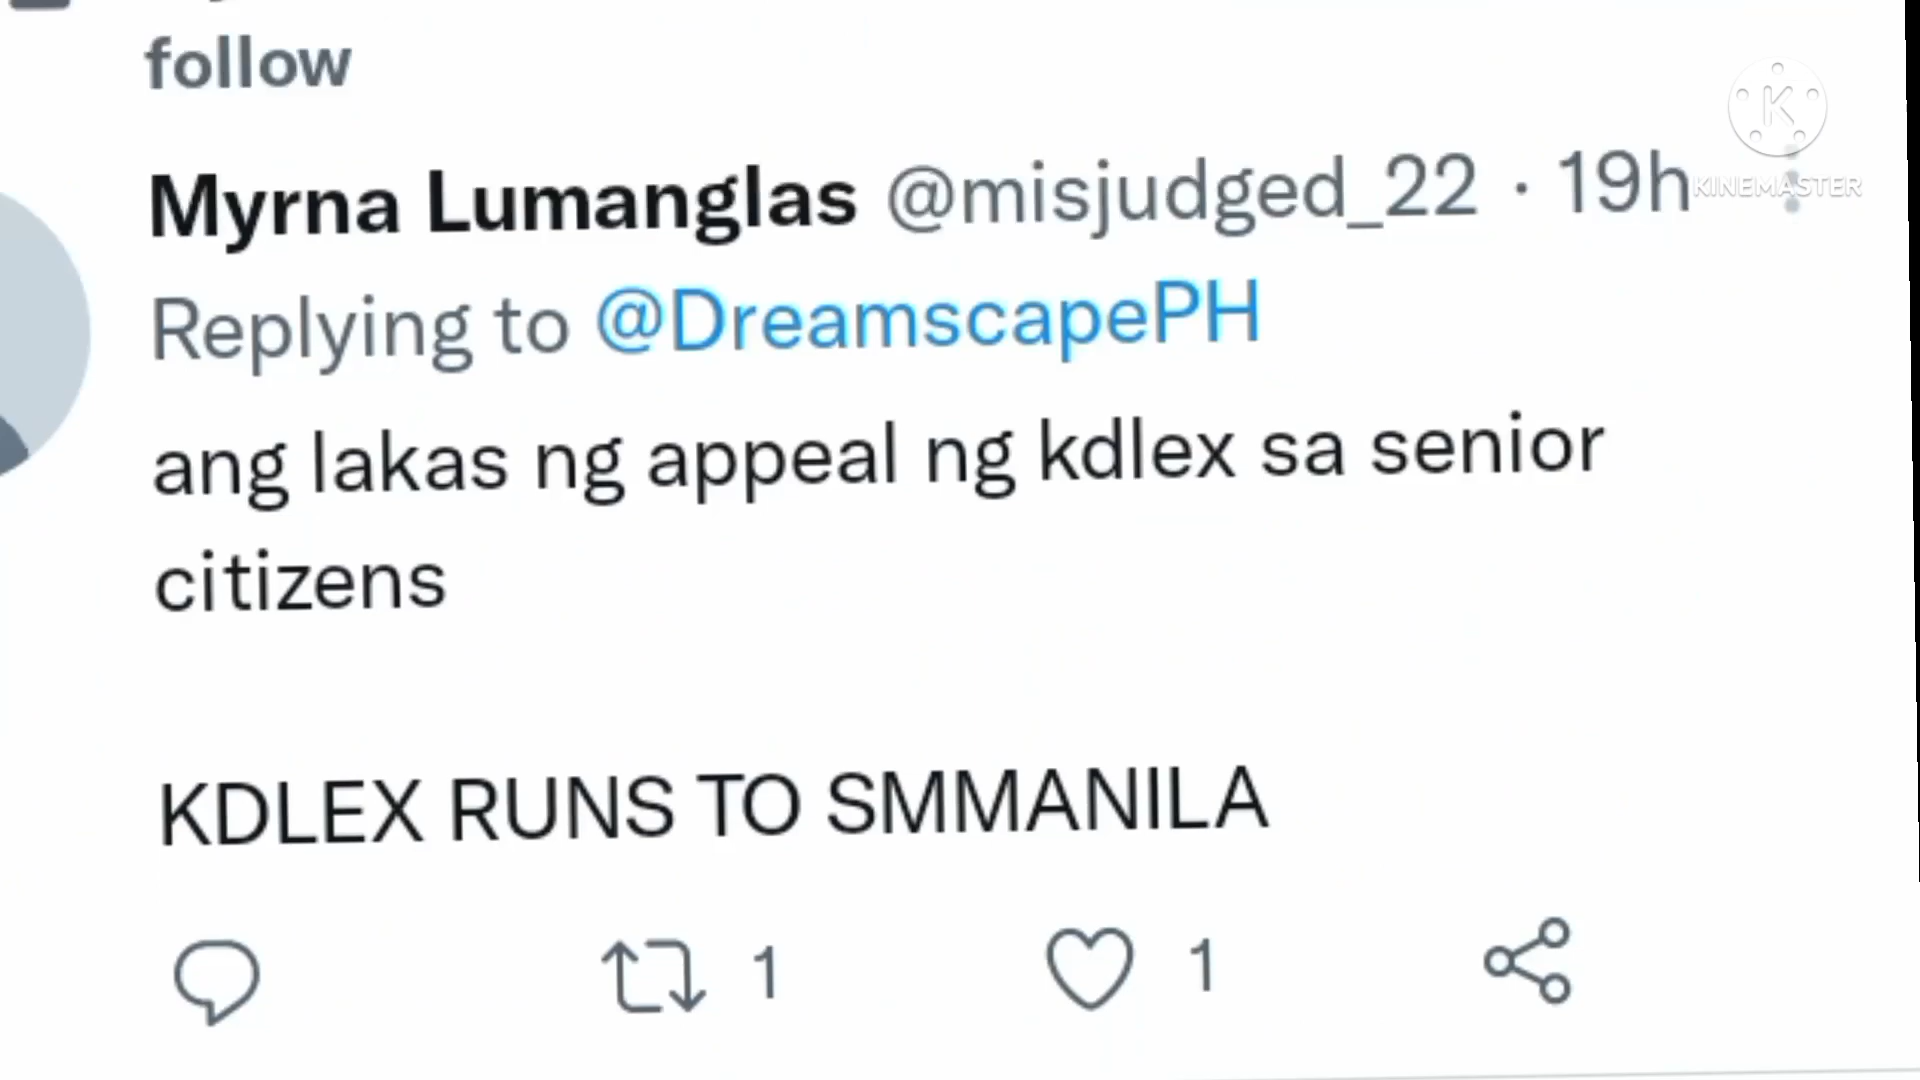 follow
Myrna Lumanglas @misjudged_22 · 19h
KINEMASTER
Replying to @DreamscapePH
ang lakas ng appeal ng kdlex sa senior
citizens
KDLEX RUNS TO SMMANILA
1 1